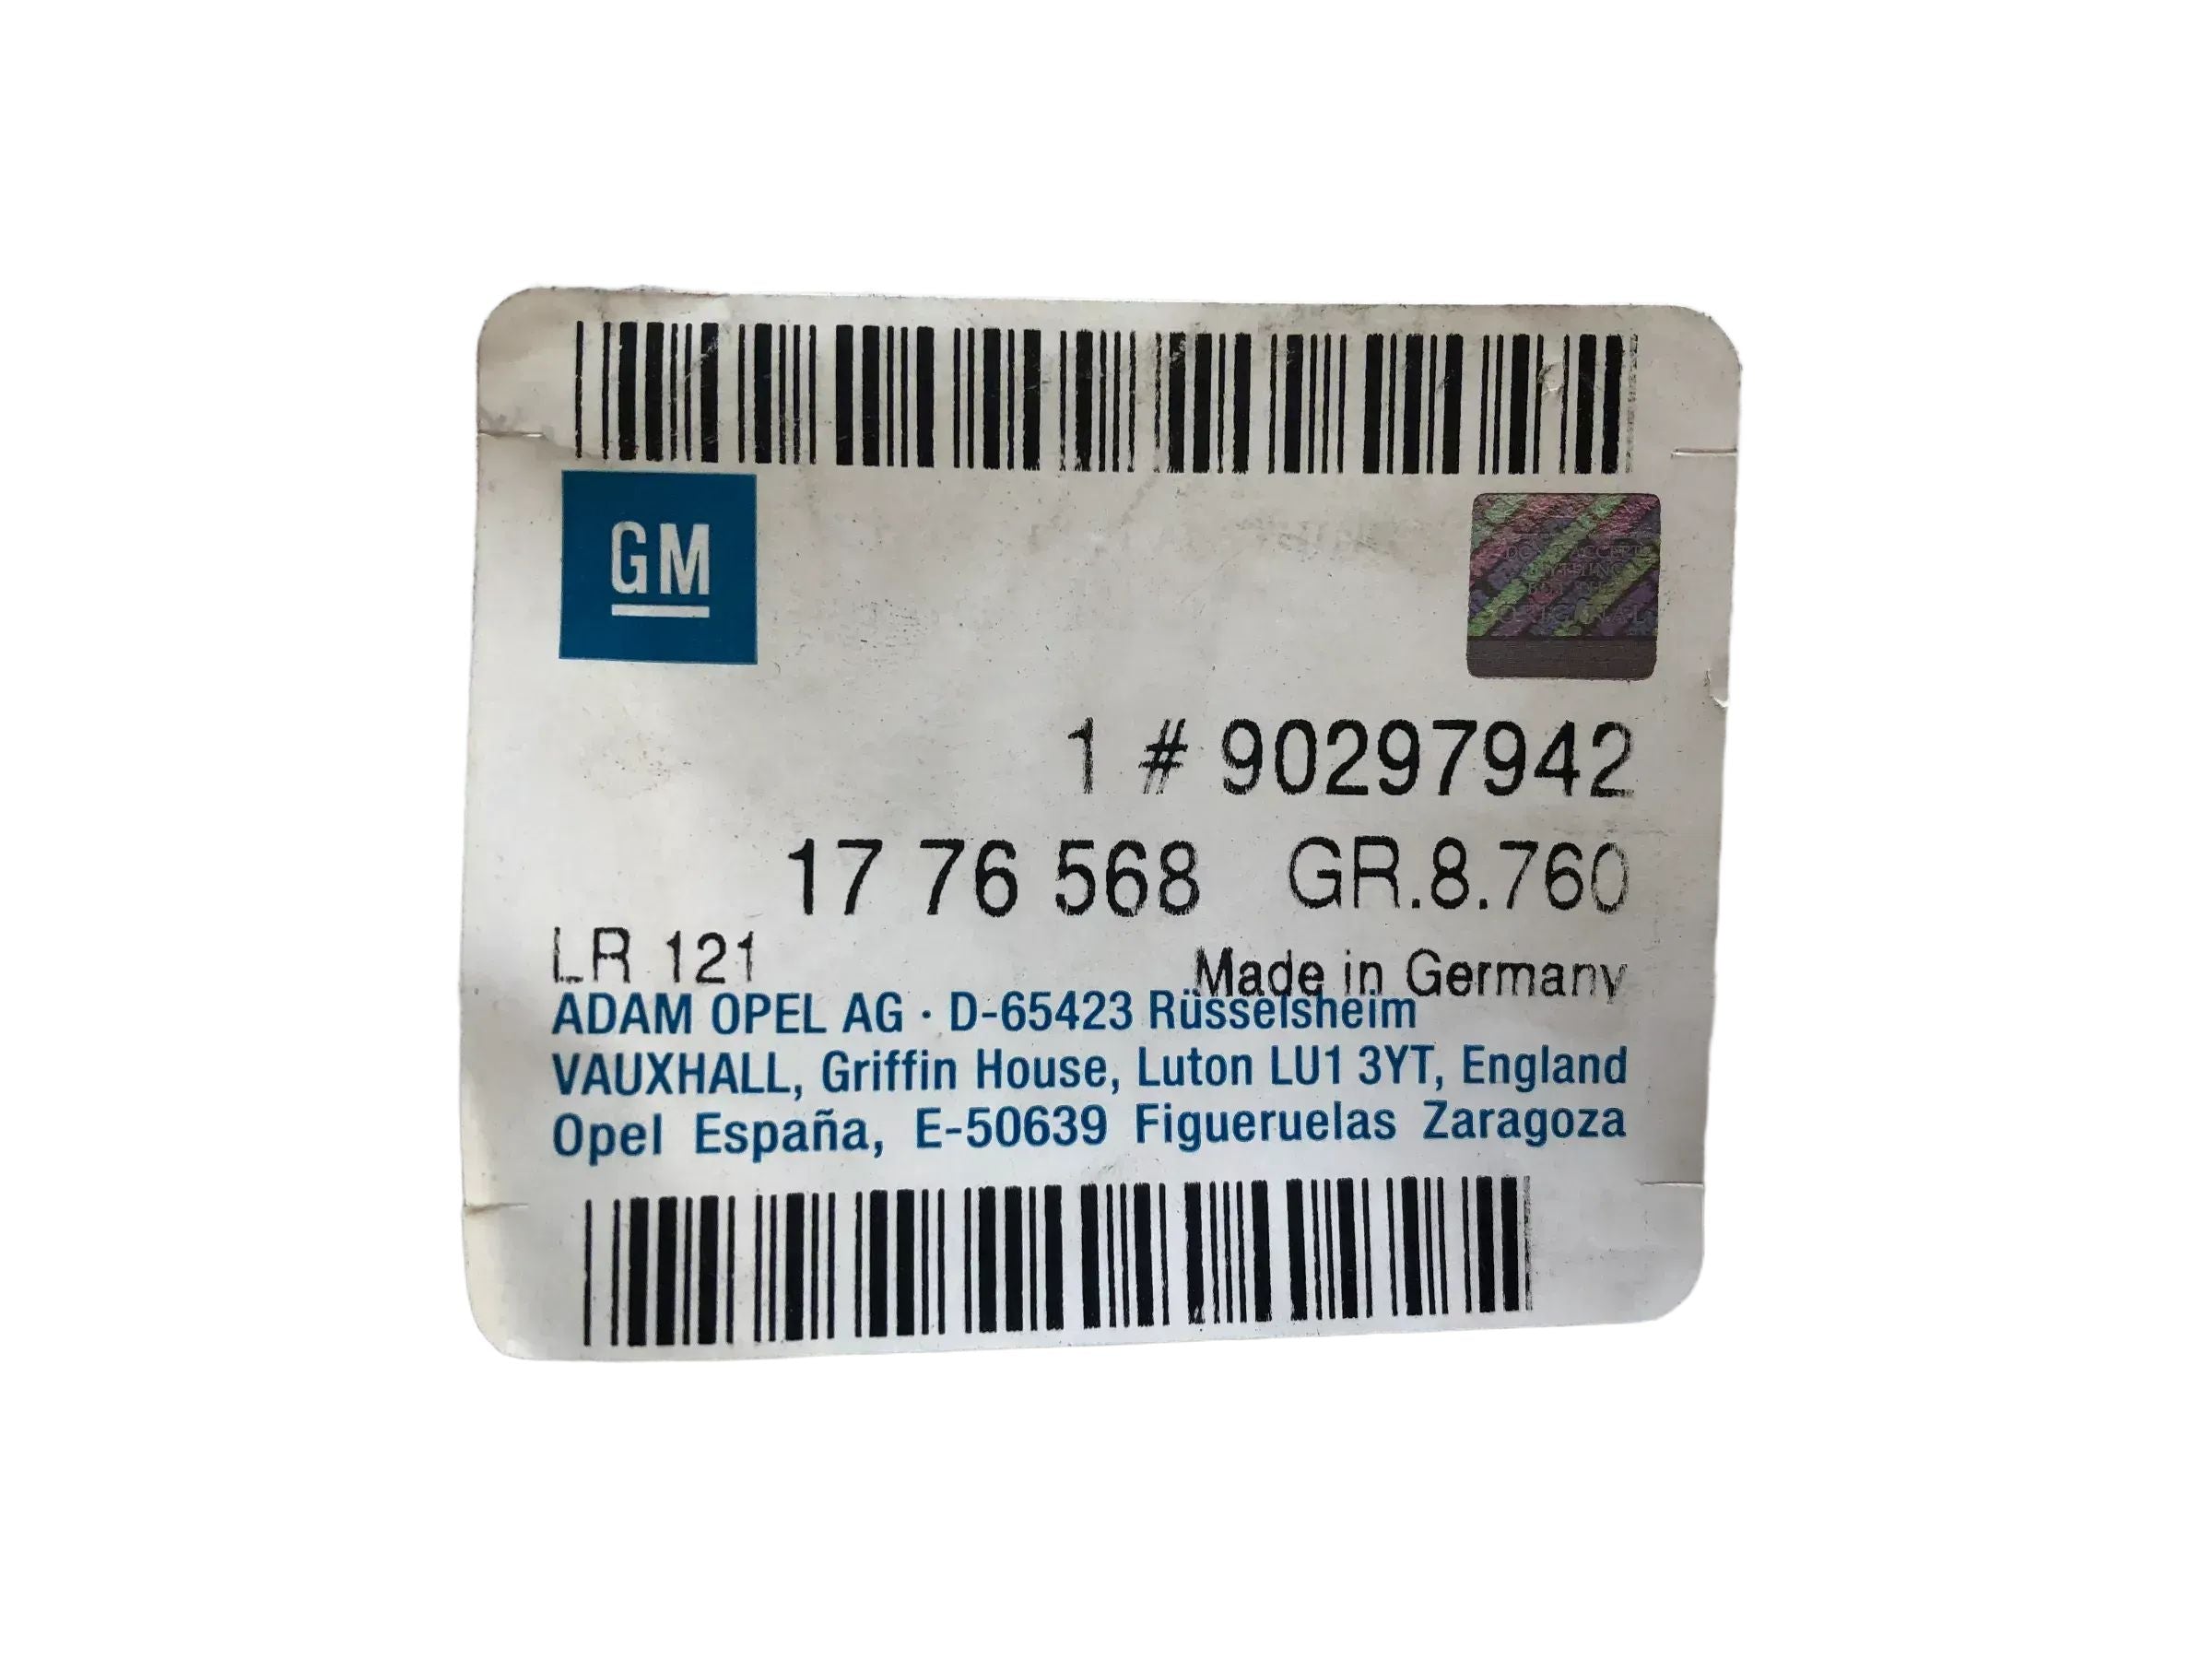 GM
1 # 90297942
17 76 568 GR.8.760
LR 121 Made in Germany
ADAM OPEL AG · D-65423 Rüsselsheim
VAUXHALL, Griffin House, Luton LU1 3YT, England
Opel España, E-50639 Figueruelas Zaragoza